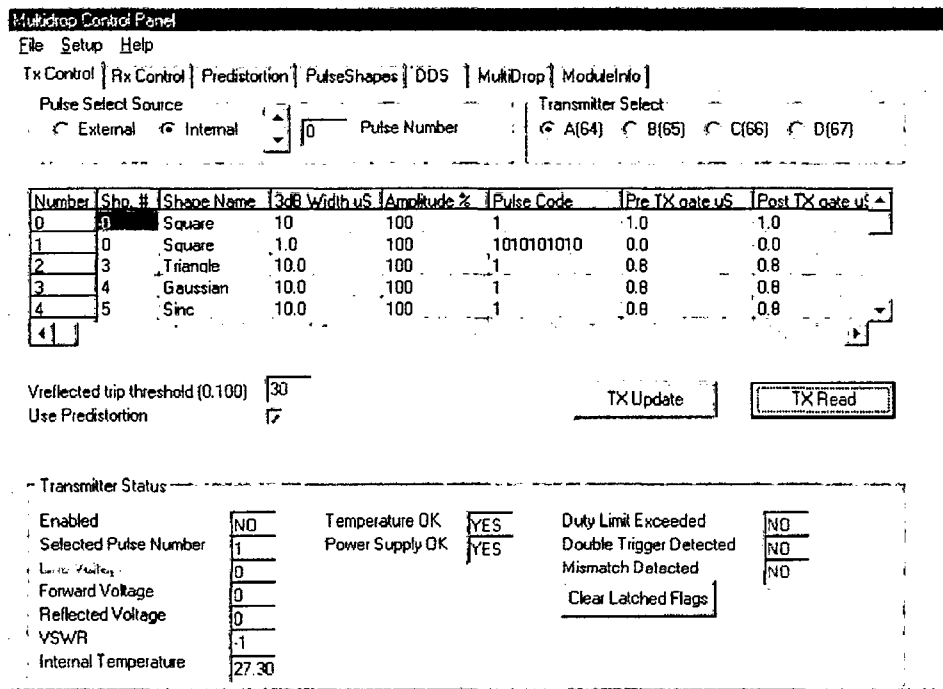 Multidrop Control Panel
File Setup Help
Tx Control Rx Control Predistortion PulseShapes DDS MultiDrop ModuleInfo
Pulse Select Source
External Internal 0 Pulse Number
Transmitter Select
A(64) B(65) C(66) D(67)
Number Shp. # Shape Name 3dB Width uS Amplitude % Pulse Code Pre TX gate uS Post TX gate uS
0 0 Square 10 100 1 1.0 1.0
1 0 Square 1.0 100 1010101010 0.0 0.0
2 3 Triangle 10.0 100 1 0.8 0.8
3 4 Gaussian 10.0 100 1 0.8 0.8
4 5 Sinc 10.0 100 1 0.8 0.8
Vreflected trip threshold (0.100) 30
Use Predistortion
TX Update TX Read
Transmitter Status
Enabled NO
Selected Pulse Number 1
0
Forward Voltage 0
Reflected Voltage 0
VSWR -1
Internal Temperature 27.30
Temperature OK YES
Power Supply OK YES
Duty Limit Exceeded NO
Double Trigger Detected NO
Mismatch Detected NO
Clear Latched Flags